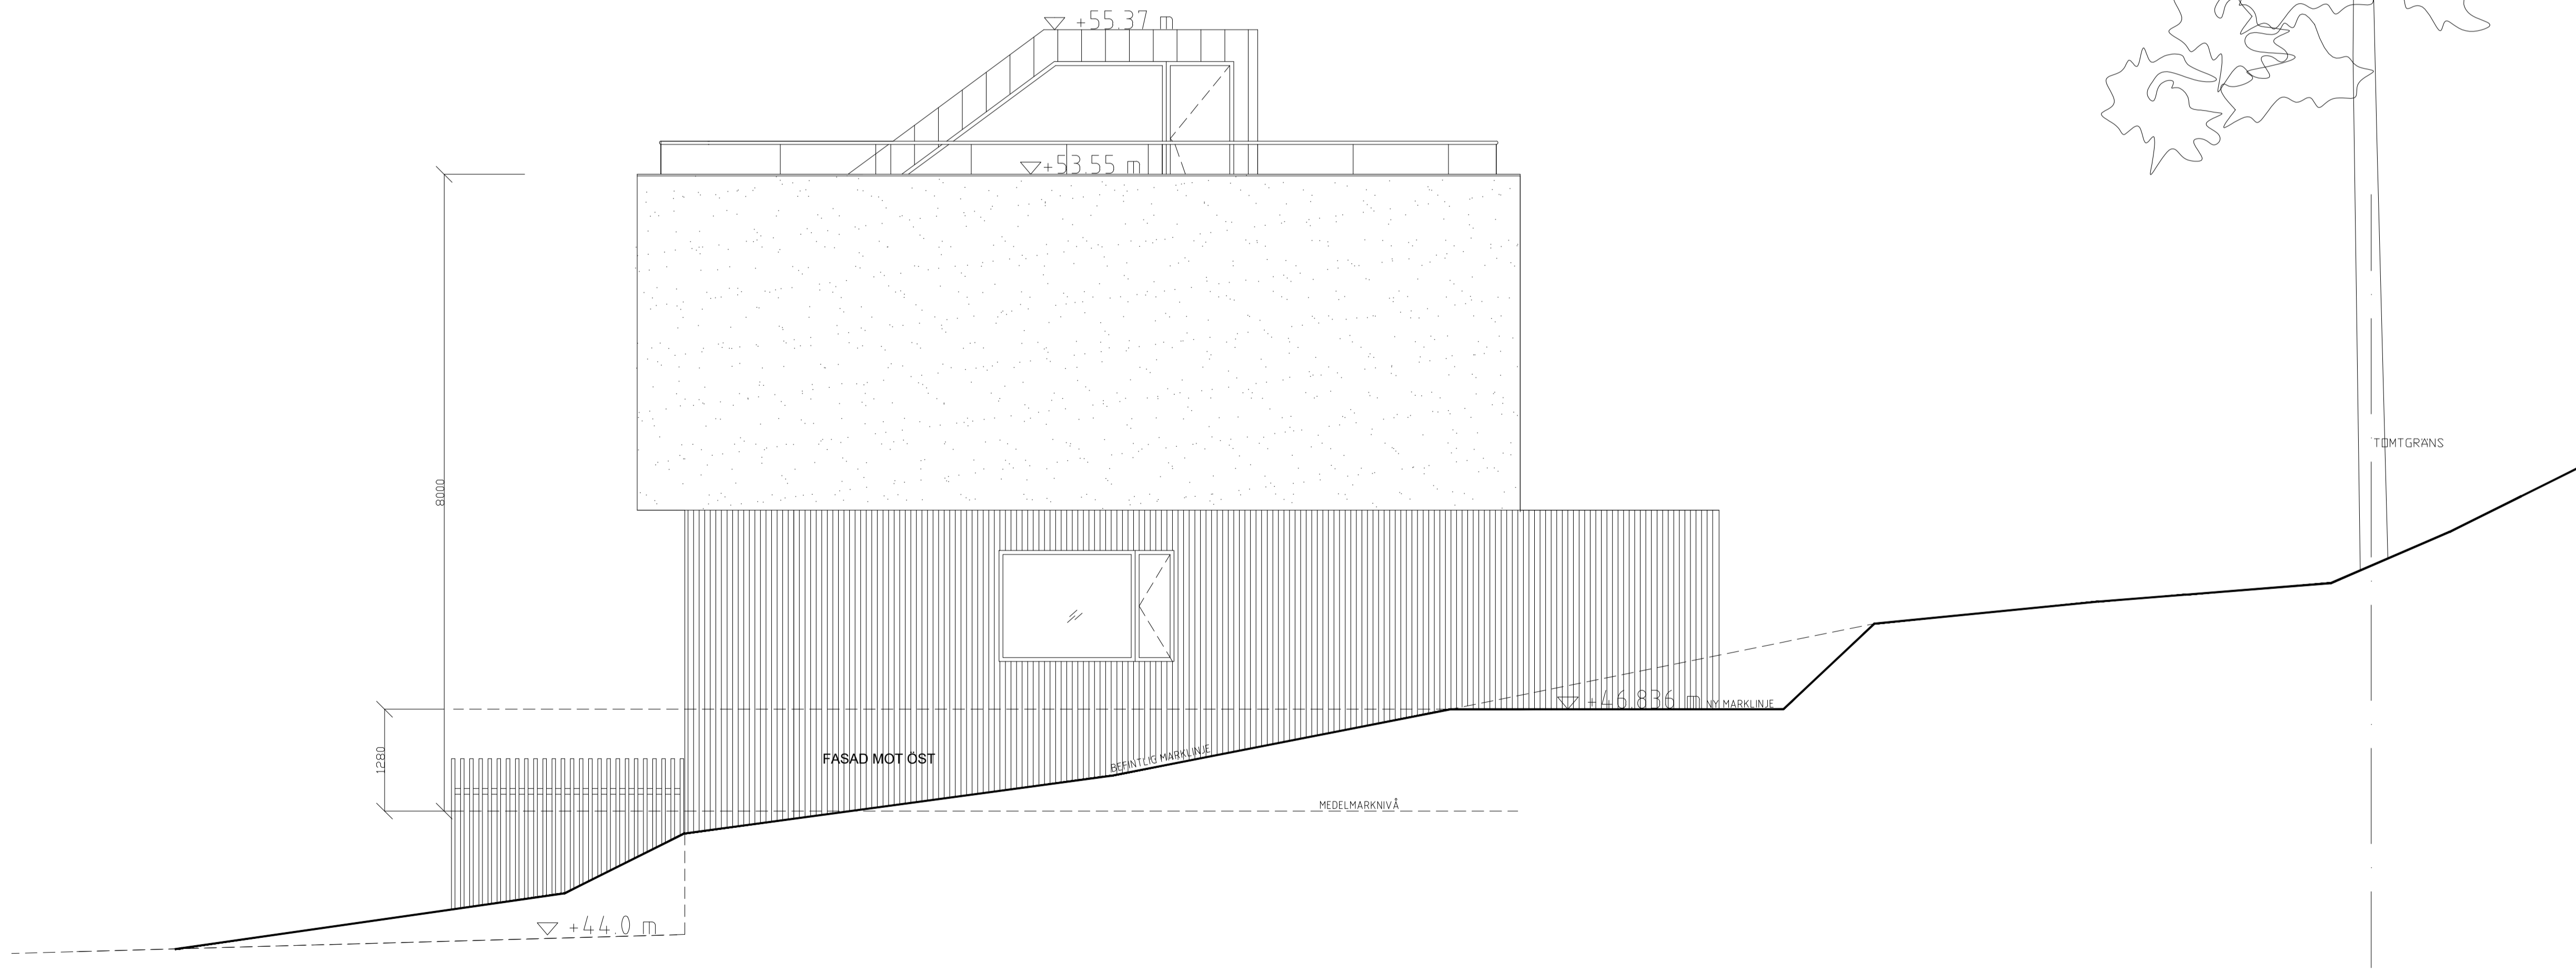 +55.37 m
+53.55 m
TOMTGRÄNS
8000
+46.836 m
NY MARKLINJE
1280
FASAD MOT ÖST
BEFINTLIG MARKLINJE
MEDELMARKNIVÅ
+44.0 m